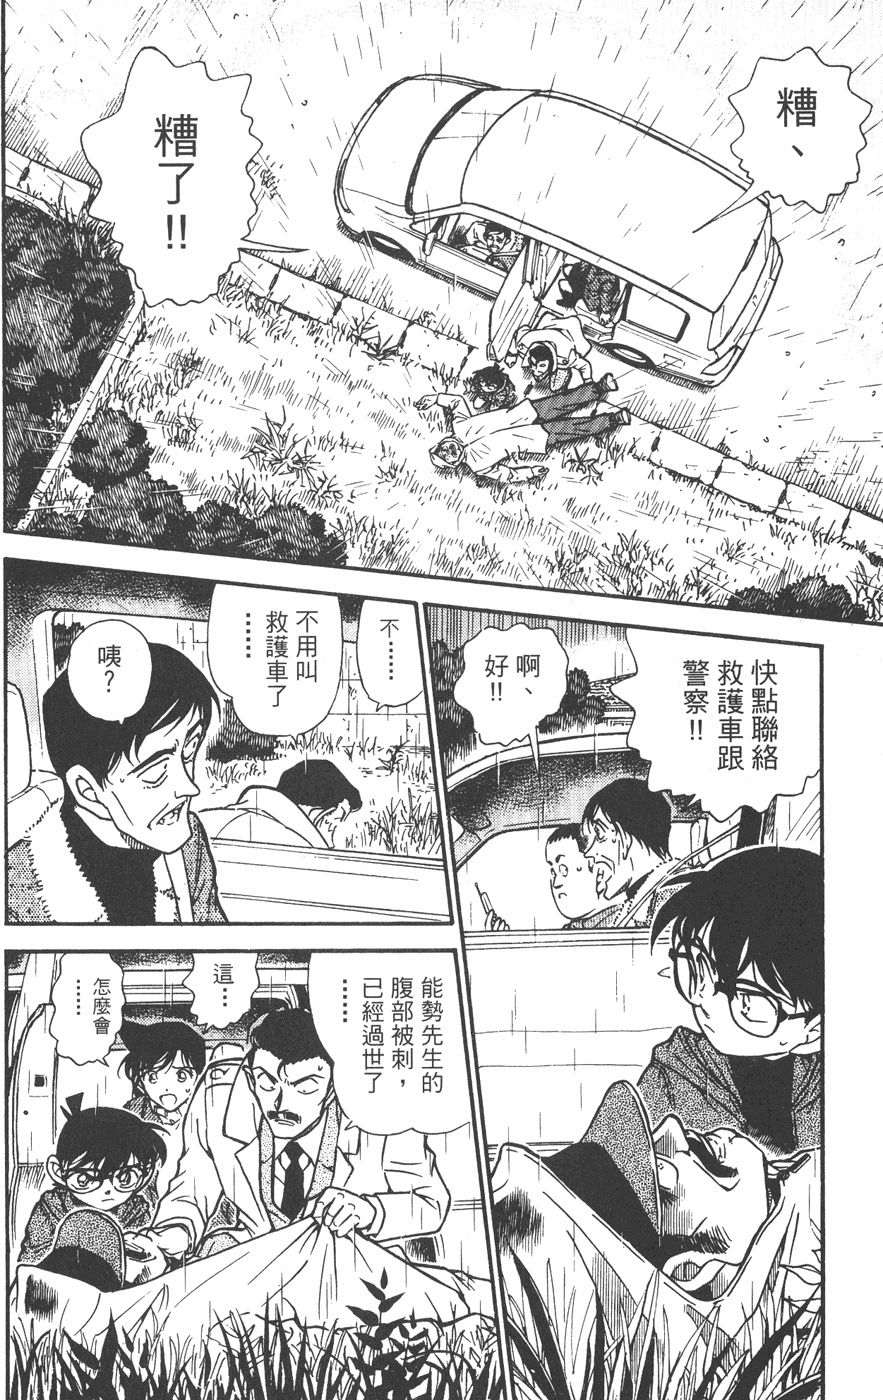 糟、
糟了!!
快點聯絡
救護車跟
警察!!
啊、
好!!
不……
不用叫
救護車了
……
咦?
能勢先生的
腹部被刺，
已經過世了
……
這…
怎麼會
……